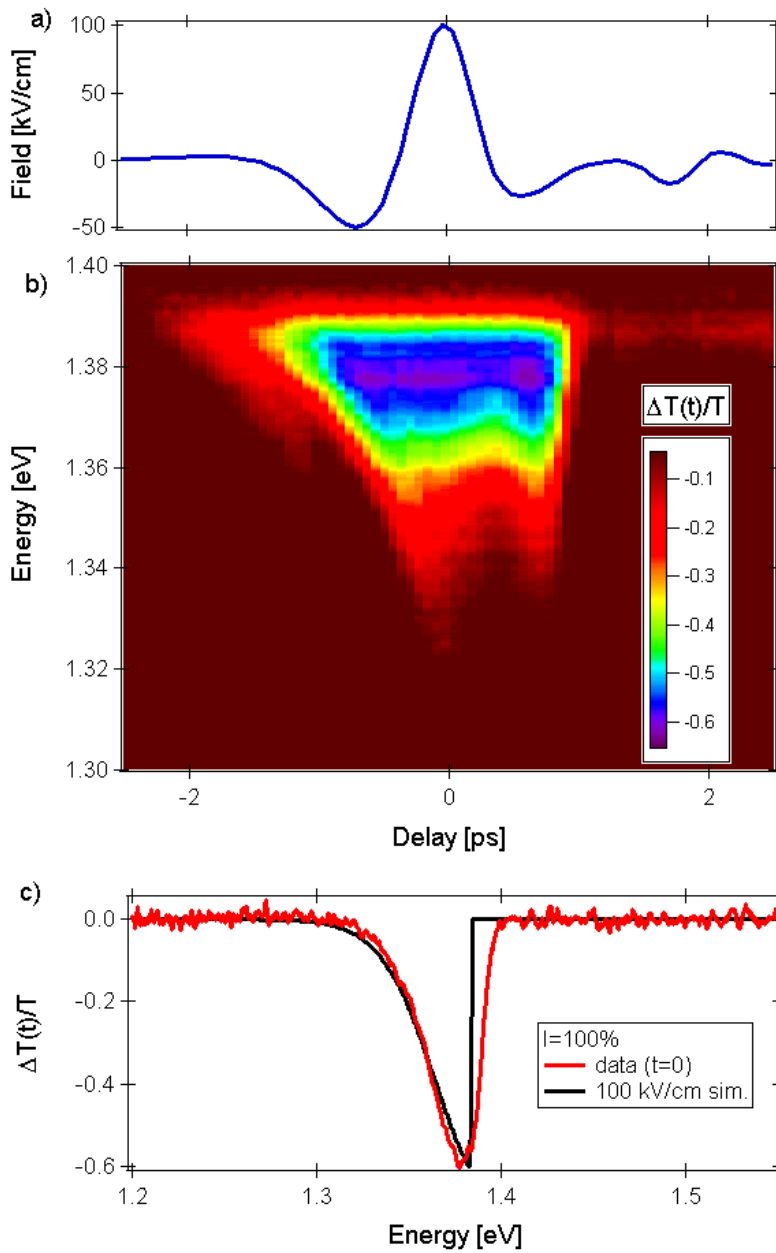 a)
Field [kV/cm]
100
50
0
-50
b)
Energy [eV]
1.40
1.38
1.36
1.34
1.32
1.30
ΔT(t)/T
-0.1
-0.2
-0.3
-0.4
-0.5
-0.6
-2
0
2
Delay [ps]
c)
ΔT(t)/T
0.0
-0.2
-0.4
-0.6
I=100%
data (t=0)
100 kV/cm sim.
1.2
1.3
1.4
1.5
Energy [eV]